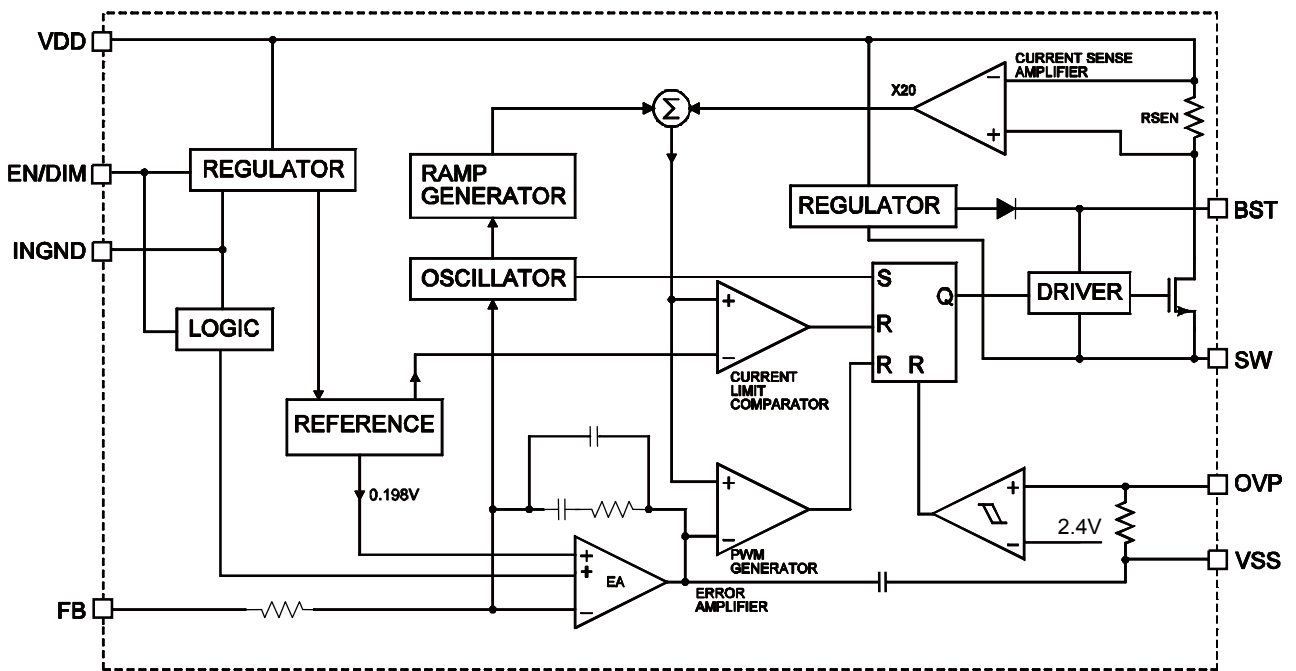 VDD
CURRENT SENSE
AMPLIFIER
X20
Σ
−
+
RSEN
EN/DIM
REGULATOR
RAMP
GENERATOR
REGULATOR
BST
INGND
OSCILLATOR
S
Q
DRIVER
LOGIC
+
−
R
R R
SW
CURRENT
LIMIT
COMPARATOR
REFERENCE
0.198V
+
−
PWM
GENERATOR
+
−
2.4V
OVP
VSS
+
+
−
EA
ERROR
AMPLIFIER
FB